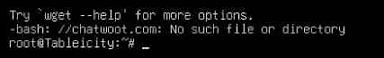 Try `wget --help' for more options.
-bash: //chatwoot.com: No such file or directory
root@Tableicity:~# _